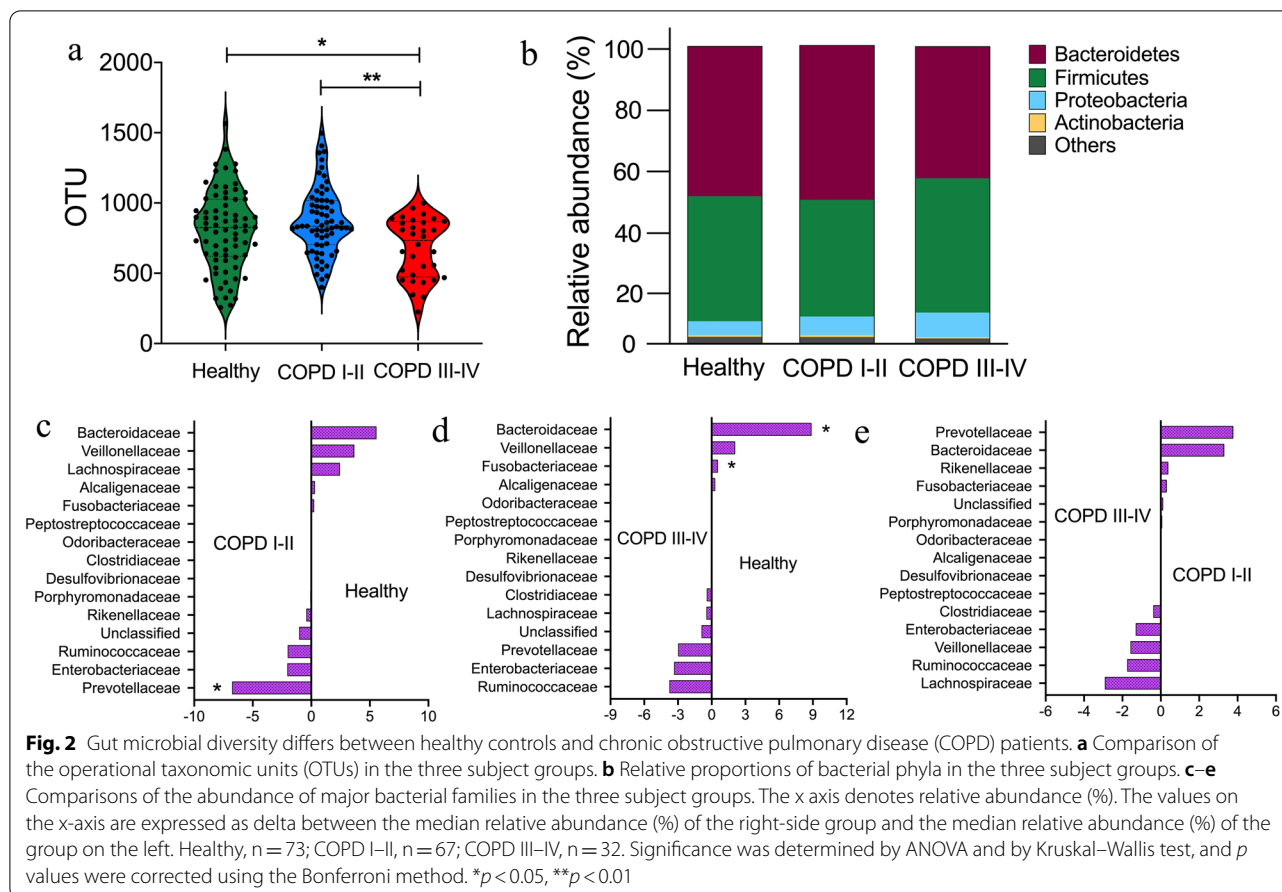 a
*
**
2000
1500
1000
500
0
OTU
Healthy
COPD I-II
COPD III-IV
b
100
80
60
40
20
0
Relative abundance (%)
Healthy
COPD I-II
COPD III-IV
Bacteroidetes
Firmicutes
Proteobacteria
Actinobacteria
Others
c
Bacteroidaceae
Veillonellaceae
Lachnospiraceae
Alcaligenaceae
Fusobacteriaceae
Peptostreptococcaceae
Odoribacteraceae
Clostridiaceae
Desulfovibrionaceae
Porphyromonadaceae
Rikenellaceae
Unclassified
Ruminococcaceae
Enterobacteriaceae
Prevotellaceae
COPD I-II
Healthy
*
-10 -5 0 5 10
d
Bacteroidaceae
Veillonellaceae
Fusobacteriaceae
Alcaligenaceae
Odoribacteraceae
Peptostreptococcaceae
Porphyromonadaceae
Rikenellaceae
Desulfovibrionaceae
Clostridiaceae
Lachnospiraceae
Unclassified
Prevotellaceae
Enterobacteriaceae
Ruminococcaceae
*
*
COPD III-IV
Healthy
-9 -6 -3 0 3 6 9 12
e
Prevotellaceae
Bacteroidaceae
Rikenellaceae
Fusobacteriaceae
Unclassified
Porphyromonadaceae
Odoribacteraceae
Alcaligenaceae
Desulfovibrionaceae
Peptostreptococcaceae
Clostridiaceae
Enterobacteriaceae
Veillonellaceae
Ruminococcaceae
Lachnospiraceae
COPD III-IV
COPD I-II
-6 -4 -2 0 2 4 6
Fig. 2 Gut microbial diversity differs between healthy controls and chronic obstructive pulmonary disease (COPD) patients. a Comparison of
the operational taxonomic units (OTUs) in the three subject groups. b Relative proportions of bacterial phyla in the three subject groups. c–e
Comparisons of the abundance of major bacterial families in the three subject groups. The x axis denotes relative abundance (%). The values on
the x-axis are expressed as delta between the median relative abundance (%) of the right-side group and the median relative abundance (%) of the
group on the left. Healthy, n = 73; COPD I–II, n = 67; COPD III–IV, n = 32. Significance was determined by ANOVA and by Kruskal–Wallis test, and p
values were corrected using the Bonferroni method. *p < 0.05, **p < 0.01